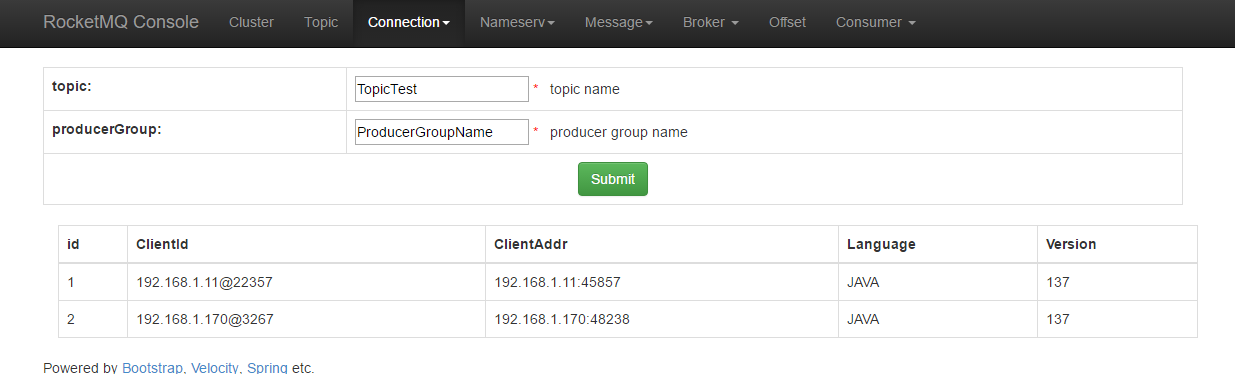 RocketMQ Console Cluster Topic Connection Nameserv Message Broker Offset Consumer
topic: TopicTest * topic name
producerGroup: ProducerGroupName * producer group name
Submit
id ClientId ClientAddr Language Version
1 192.168.1.11@22357 192.168.1.11:45857 JAVA 137
2 192.168.1.170@3267 192.168.1.170:48238 JAVA 137
Powered by Bootstrap, Velocity, Spring etc.